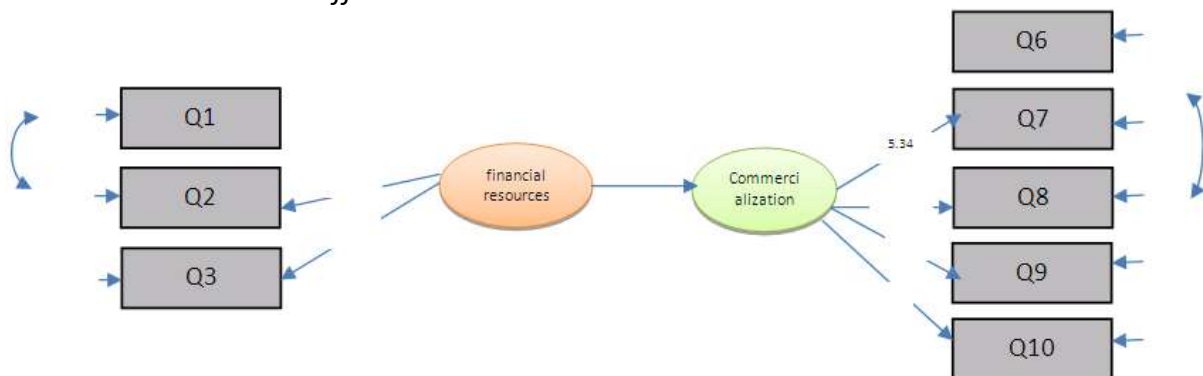 Q1
Q2
Q3
financial
resources
Commerci
alization
5.34
Q6
Q7
Q8
Q9
Q10